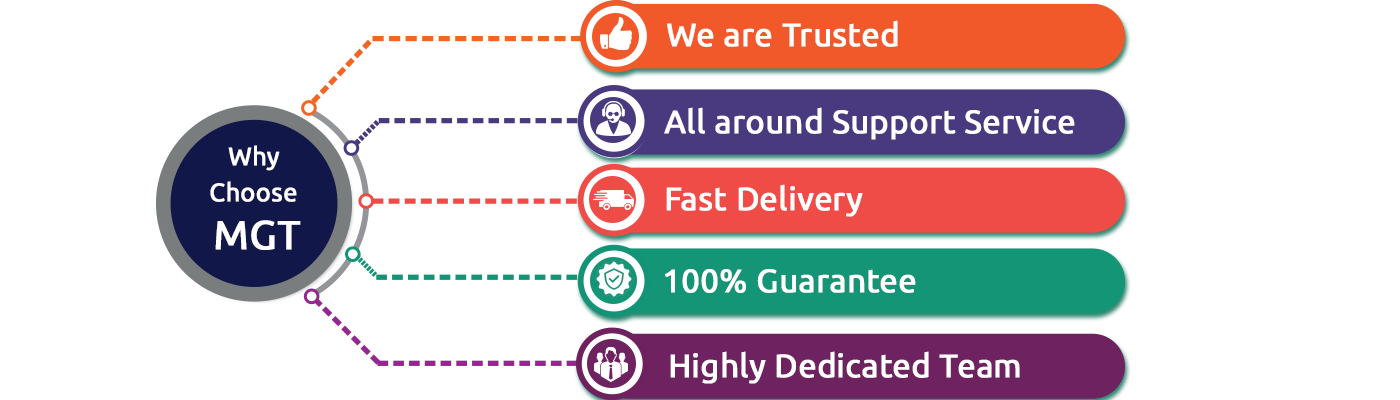 Why
Choose
MGT
We are Trusted
All around Support Service
Fast Delivery
100% Guarantee
Highly Dedicated Team